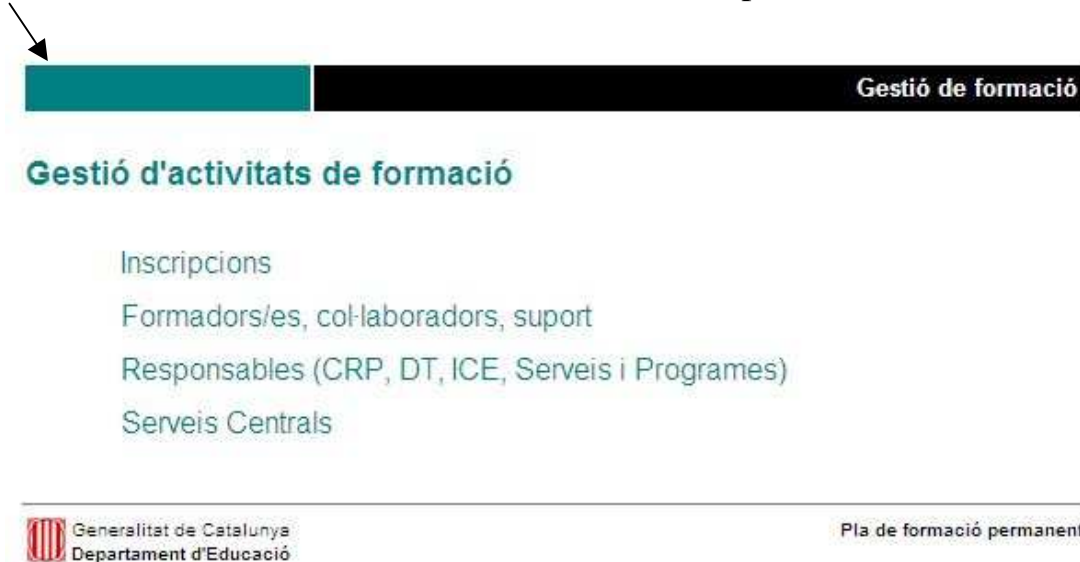 Gestió de formació
Gestió d'activitats de formació
Inscripcions
Formadors/es, col·laboradors, suport
Responsables (CRP, DT, ICE, Serveis i Programes)
Serveis Centrals
Generalitat de Catalunya
Departament d'Educació
Pla de formació permanent